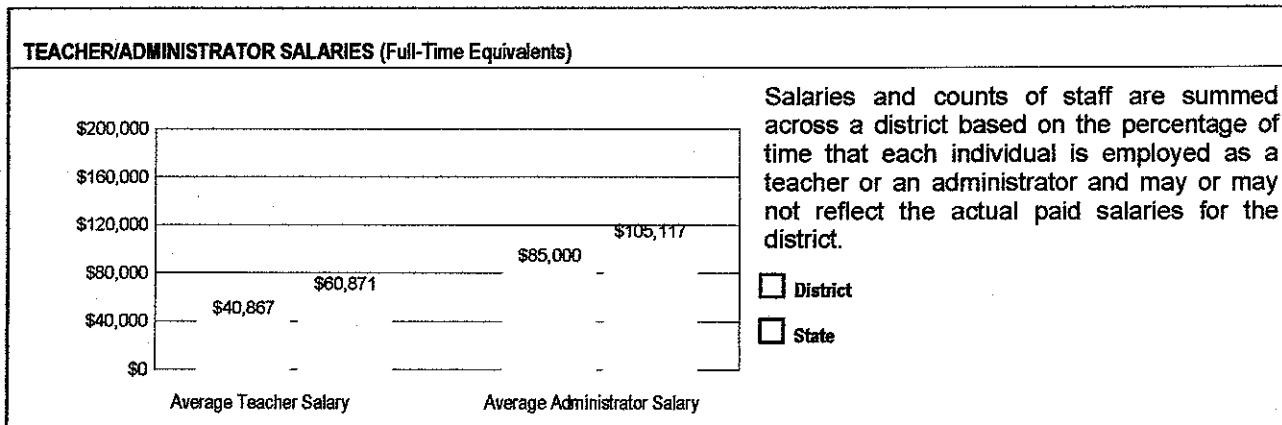 TEACHER/ADMINISTRATOR SALARIES (Full-Time Equivalents)
$200,000
$160,000
$120,000
$80,000
$40,000
$0
$40,867
$60,871
$85,000
$105,117
Average Teacher Salary
Average Administrator Salary
Salaries and counts of staff are summed
across a district based on the percentage of
time that each individual is employed as a
teacher or an administrator and may or may
not reflect the actual paid salaries for the
district.
District
State